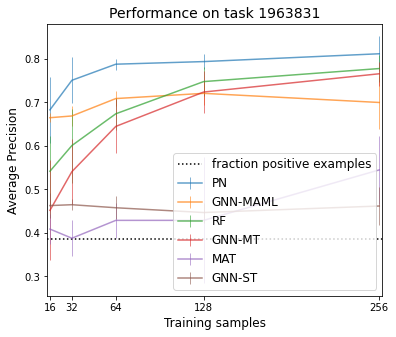 Performance on task 1963831
Average Precision
0.8
0.7
0.6
0.5
0.4
0.3
fraction positive examples
PN
GNN-MAML
RF
GNN-MT
MAT
GNN-ST
16 32 64 128 256
Training samples